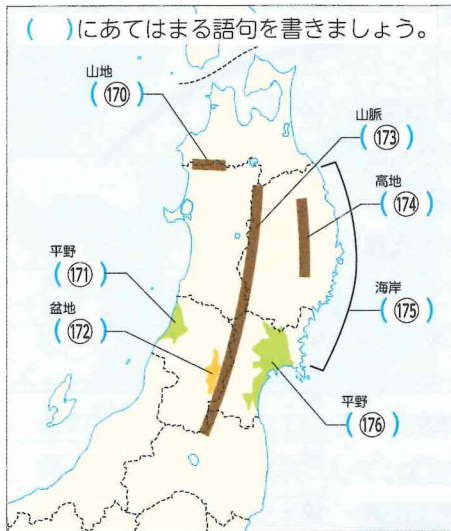 ( )にあてはまる語句を書きましょう。
山地
(170)
山脈
(173)
高地
(174)
平野
(171)
盆地
(172)
海岸
(175)
平野
(176)